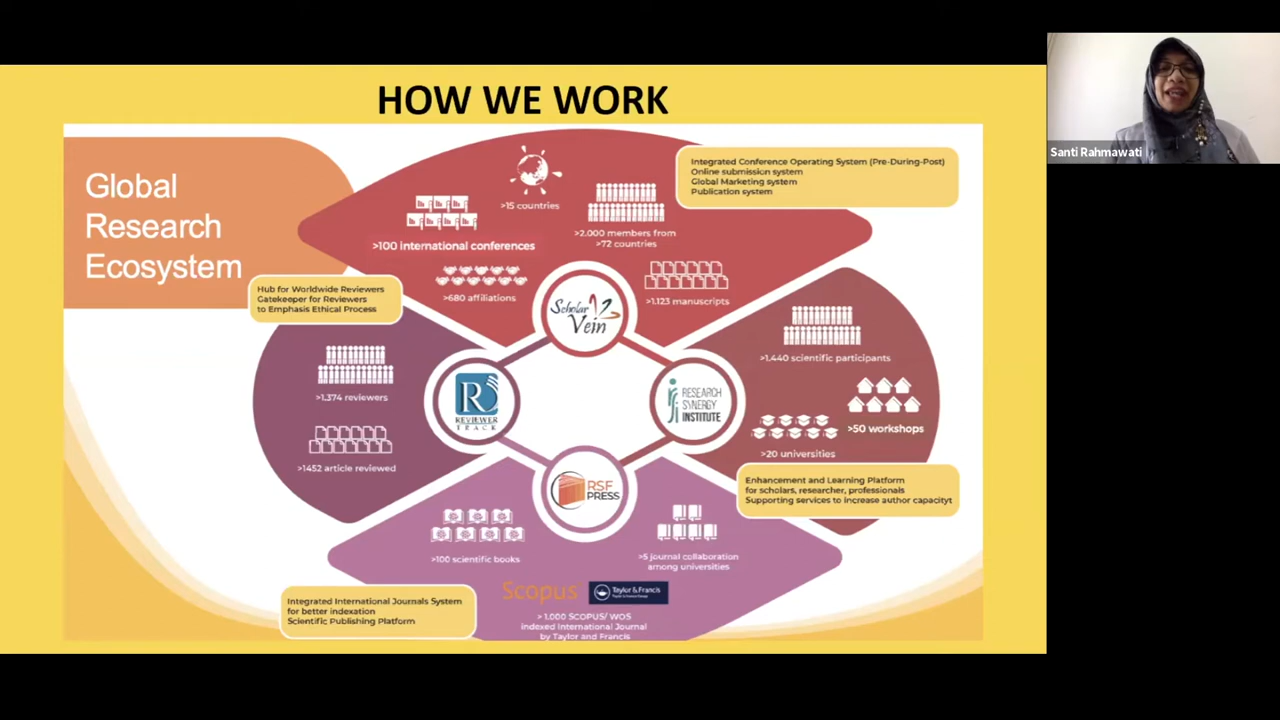 HOW WE WORK
Santi Rahmawati
Global
Research
Ecosystem
Integrated Conference Operating System (Pre-During-Post)
Online submission system
Global Marketing system
Publication system
>15 countries
>2.000 members from
>72 countries
>100 international conferences
>680 affiliations
>1.123 manuscripts
Scholar
Vein
Hub for Worldwide Reviewers
Gatekeeper for Reviewers
to Emphasis Ethical Process
>1.374 reviewers
>1452 article reviewed
R
REVIEWER
TRACK
RESEARCH
SYNERGY
INSTITUTE
>1.440 scientific participants
>50 workshops
>20 universities
Enhancement and Learning Platform
for scholars, researcher, professionals
Supporting services to increase author capacityt
RSF
PRESS
>100 scientific books
>5 journal collaboration
among universities
Scopus
Taylor & Francis
> 1.000 SCOPUS/ WOS
indexed International Journal
by Taylor and Francis
Integrated International Journals System
for better indexation
Scientific Publishing Platform